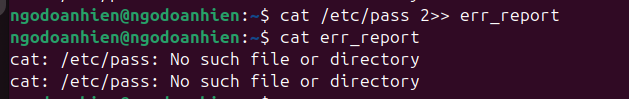 ngodoanhien@ngodoanhien:~$ cat /etc/pass 2>> err_report
ngodoanhien@ngodoanhien:~$ cat err_report
cat: /etc/pass: No such file or directory
cat: /etc/pass: No such file or directory